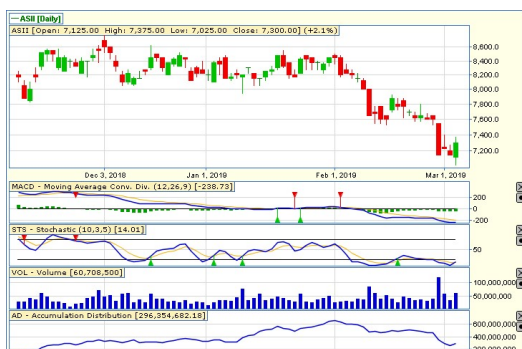 ASII [Daily]
ASII [Open: 7,125.00 High: 7,375.00 Low: 7,025.00 Close: 7,300.00] (+2.1%)
8,600.0
8,400.0
8,200.0
8,000.0
7,800.0
7,600.0
7,400.0
7,200.0
Dec 3, 2018
Jan 1, 2019
Feb 1, 2019
Mar 1, 2019
MACD - Moving Average Conv. Div. (12,26,9) [-238.73]
200
-200
STS - Stochastic (10,3,5) [14.01]
50
VOL - Volume [60,708,500]
100,000,000
50,000,000
AD - Accumulation Distribution [296,354,682.18]
600,000,000
400,000,000
200,000,000